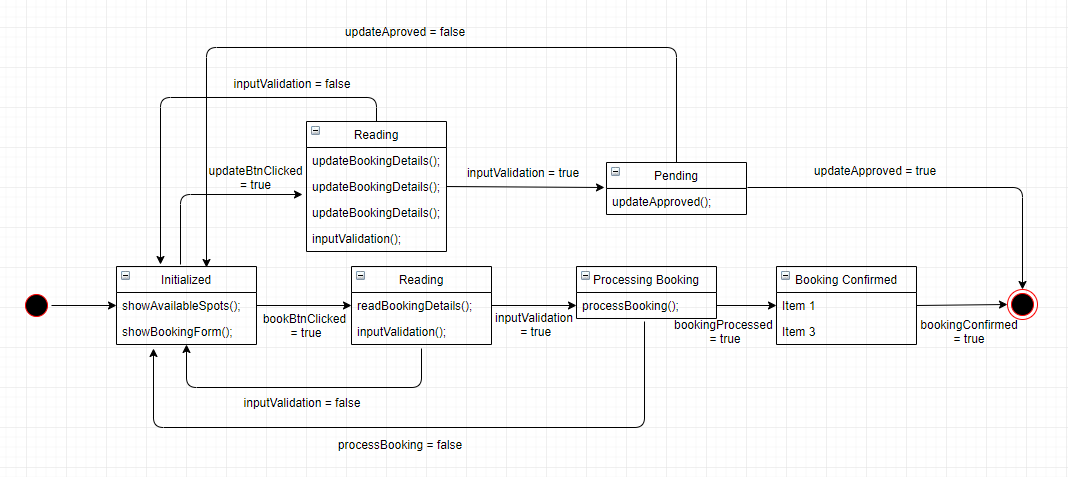 updateAproved = false
inputValidation = false
Reading
updateBookingDetails();
updateBookingDetails();
updateBookingDetails();
inputValidation();
updateBtnClicked
= true
inputValidation = true
Pending
updateApproved();
updateApproved = true
Initialized
showAvailableSpots();
showBookingForm();
bookBtnClicked
= true
Reading
readBookingDetails();
inputValidation();
inputValidation
= true
Processing Booking
processBooking();
bookingProcessed
= true
Booking Confirmed
Item 1
Item 3
bookingConfirmed
= true
inputValidation = false
processBooking = false